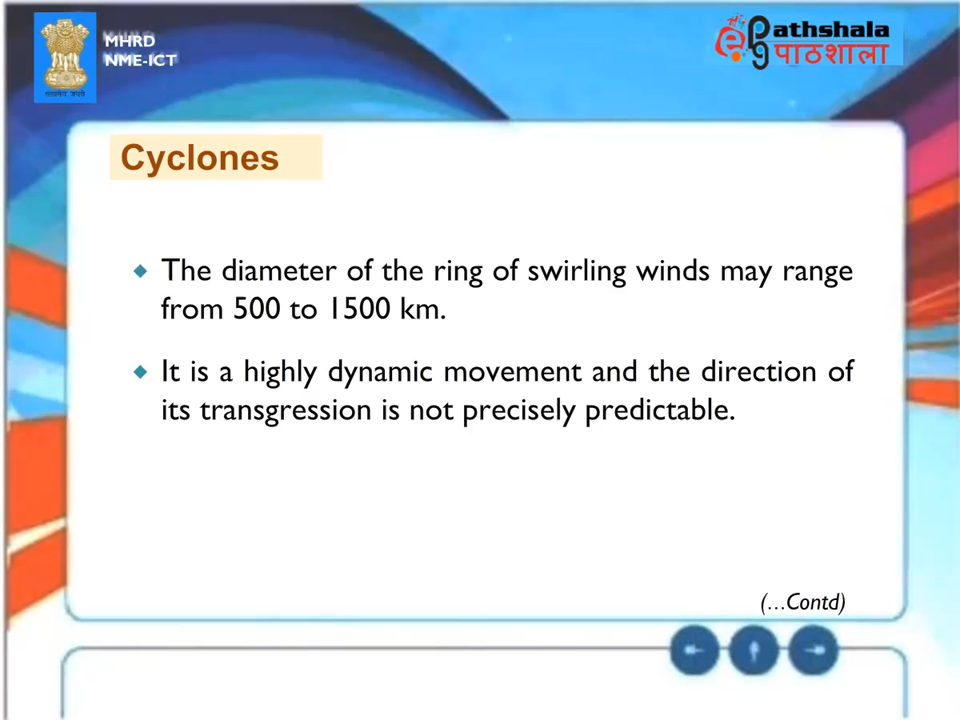 MHRD
NME-ICT
e pg athshala
पाठशाला
Cyclones
The diameter of the ring of swirling winds may range
from 500 to 1500 km.
It is a highly dynamic movement and the direction of
its transgression is not precisely predictable.
(...Contd)